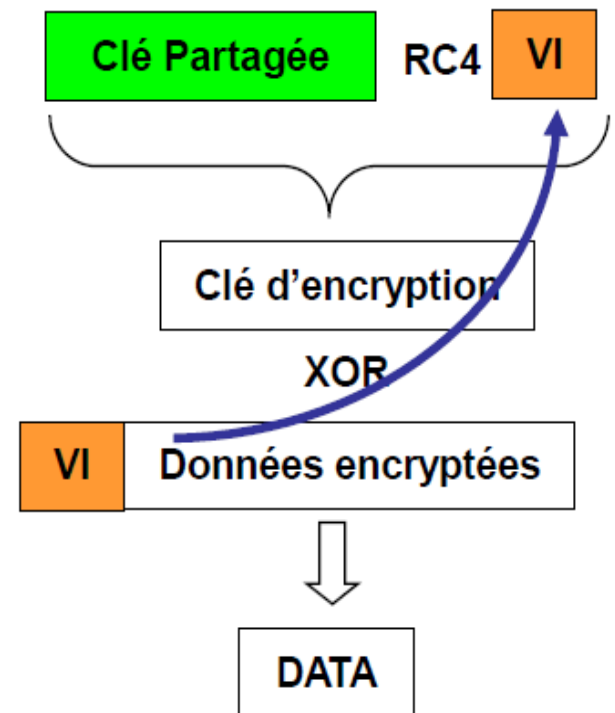 Clé Partagée RC4 VI
Clé d'encryption
XOR
VI Données encryptées
DATA